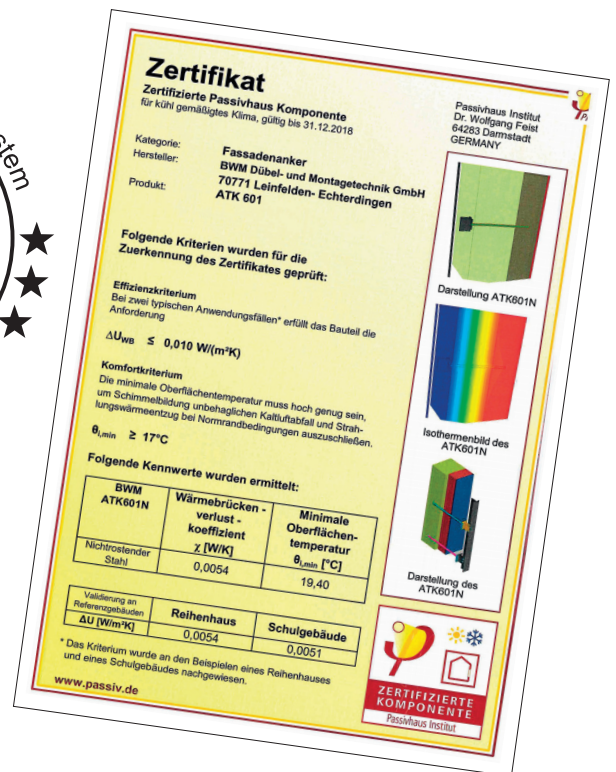 stem
Zertifikat
Zertifizierte Passivhaus Komponente
für kühl gemäßigtes Klima, gültig bis 31.12.2018
Passivhaus Institut
Dr. Wolfgang Feist
64283 Darmstadt
GERMANY
Kategorie: Fassadenanker
Hersteller: BWM Dübel- und Montagetechnik GmbH
70771 Leinfelden- Echterdingen
Produkt: ATK 601
Folgende Kriterien wurden für die
Zuerkennung des Zertifikates geprüft:
Effizienzkriterium
Bei zwei typischen Anwendungsfällen* erfüllt das Bauteil die
Anforderung
ΔUWB ≤ 0,010 W/(m²K)
Komfortkriterium
Die minimale Oberflächentemperatur muss hoch genug sein,
um Schimmelbildung unbehaglichen Kaltluftabfall und Strah-
lungswärmeentzug bei Normrandbedingungen auszuschließen.
θi,min ≥ 17°C
Folgende Kennwerte wurden ermittelt:
BWM
ATK601N
Wärmebrücken -
verlust -
koeffizient
χ [W/K]
Minimale
Oberflächen-
temperatur
θi,min [°C]
Nichtrostender
Stahl
0,0054
19,40
Validierung an
Referenzgebäuden
ΔU [W/m²K]
Reihenhaus
Schulgebäude
0,0054
0,0051
* Das Kriterium wurde an den Beispielen eines Reihenhauses
und eines Schulgebäudes nachgewiesen.
www.passiv.de
Darstellung ATK601N
Isothermenbild des
ATK601N
Darstellung des
ATK601N
ZERTIFIZIERTE
KOMPONENTE
Passivhaus Institut